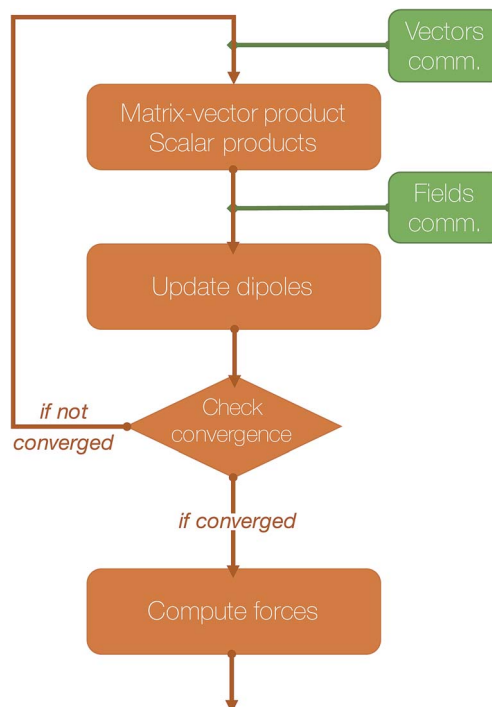 Vectors
comm.
Matrix-vector product
Scalar products
Fields
comm.
Update dipoles
Check
convergence
if not
converged
if converged
Compute forces